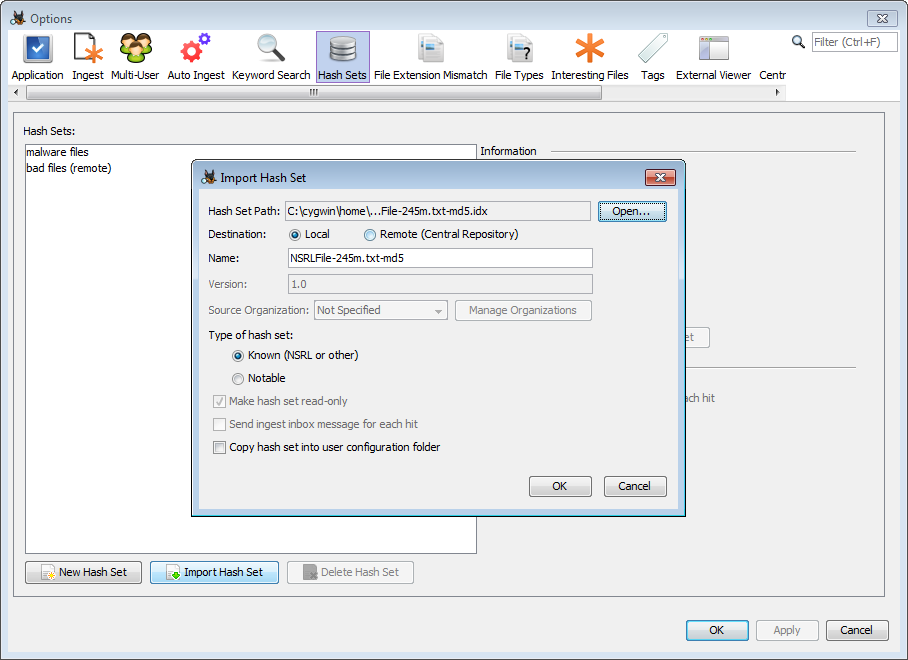 Options
Application Ingest Multi-User Auto Ingest Keyword Search Hash Sets File Extension Mismatch File Types Interesting Files Tags External Viewer Centr
Filter (Ctrl+F)
Hash Sets:
malware files
bad files (remote)
Information
Import Hash Set
Hash Set Path: C:\cygwin\home\...File-245m.txt-md5.idx Open...
Destination: Local Remote (Central Repository)
Name: NSRLFile-245m.txt-md5
Version: 1.0
Source Organization: Not Specified Manage Organizations
Type of hash set:
Known (NSRL or other)
Notable
Make hash set read-only
Send ingest inbox message for each hit
Copy hash set into user configuration folder
OK Cancel
et
ach hit
New Hash Set Import Hash Set Delete Hash Set
OK Apply Cancel